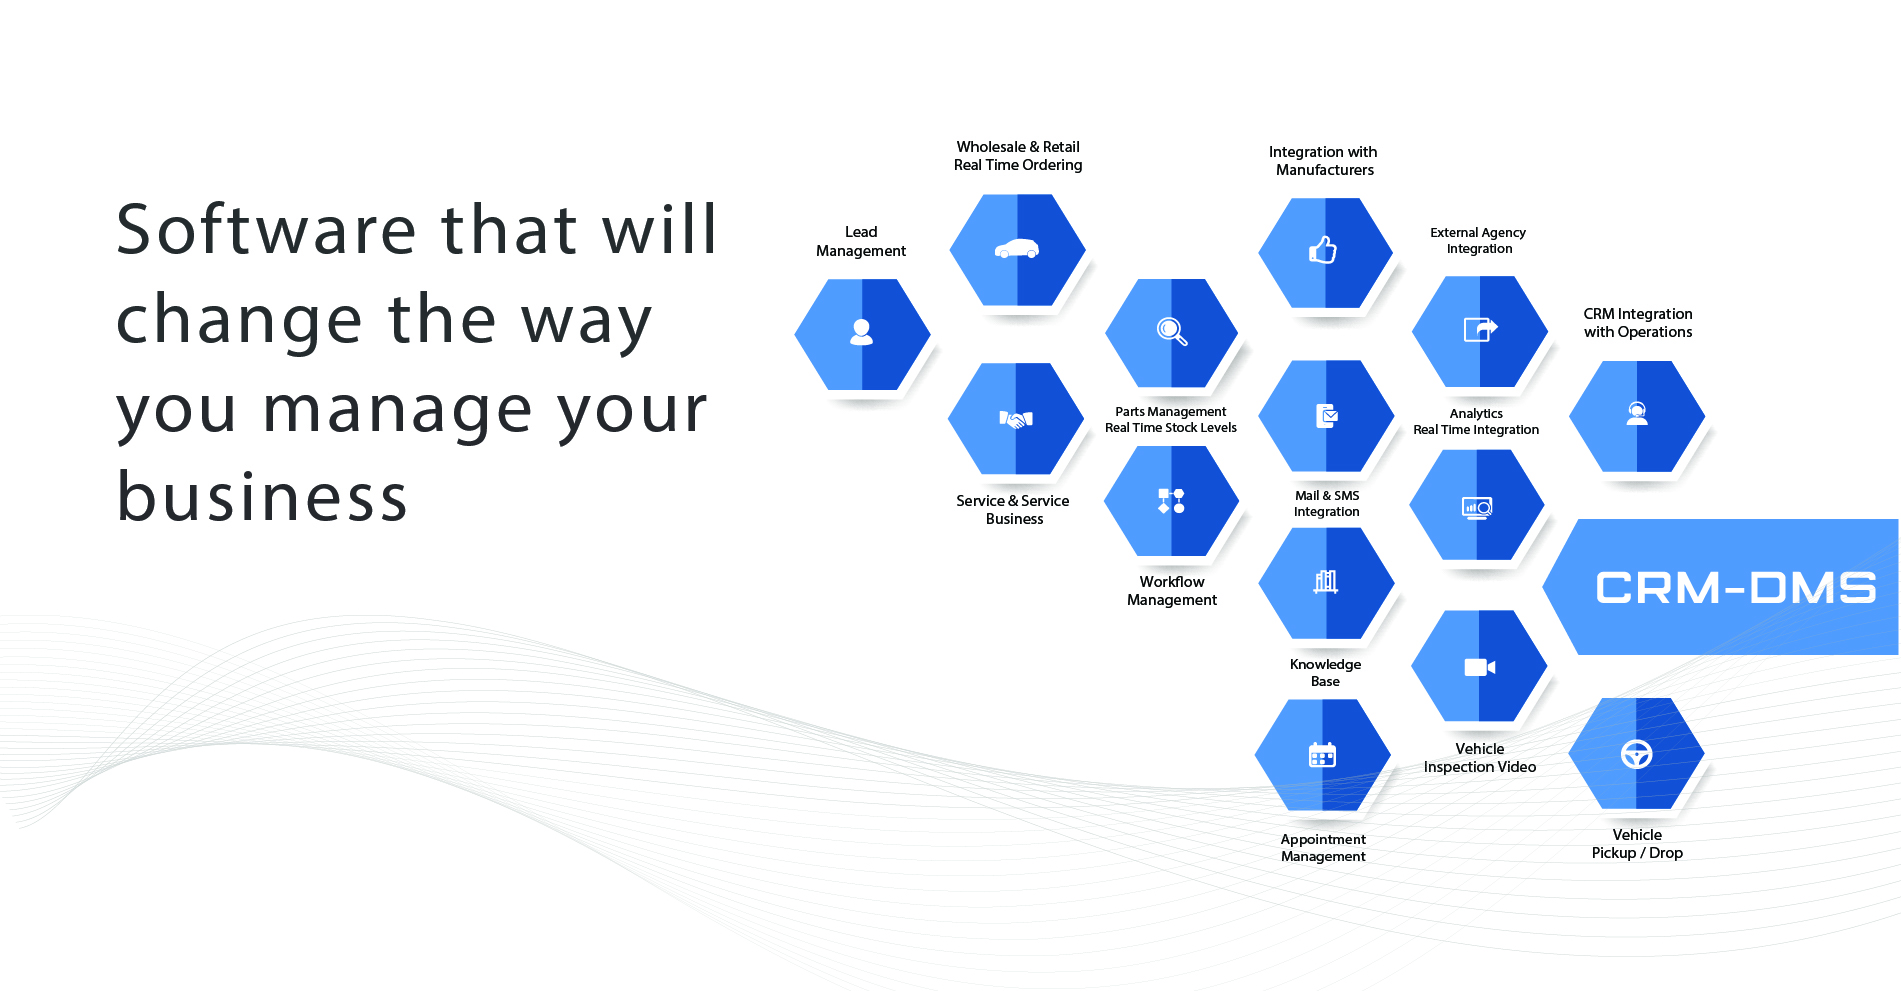 Software that will
change the way
you manage your
business
Lead
Management
Wholesale & Retail
Real Time Ordering
Service & Service
Business
Parts Management
Real Time Stock Levels
Workflow
Management
Integration with
Manufacturers
Mail & SMS
Integration
Knowledge
Base
Appointment
Management
External Agency
Integration
Analytics
Real Time Integration
Vehicle
Inspection Video
CRM Integration
with Operations
CRM-DMS
Vehicle
Pickup / Drop